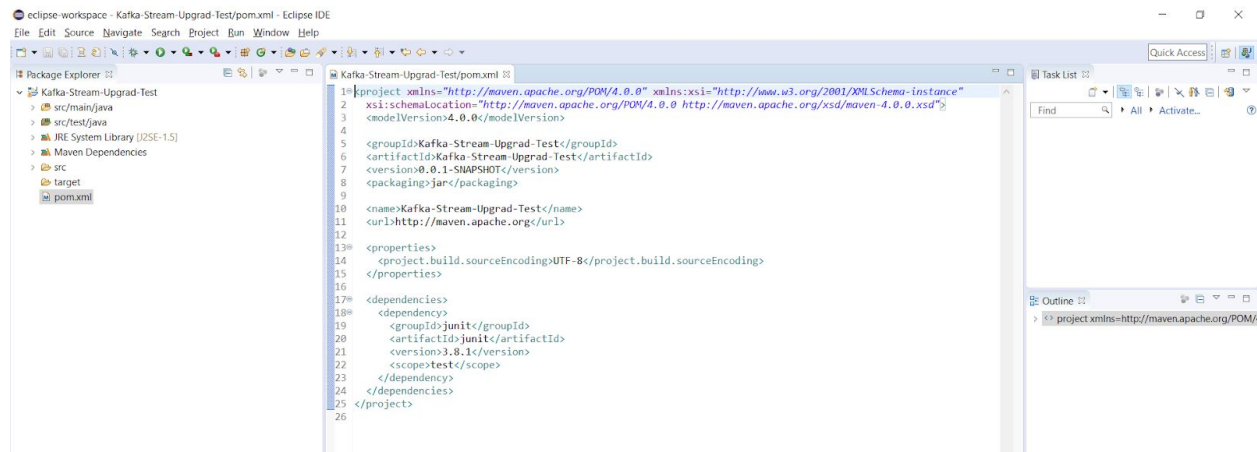 eclipse-workspace - Kafka-Stream-Upgrad-Test/pom.xml - Eclipse IDE
File Edit Source Navigate Search Project Run Window Help
Quick Access
Package Explorer
Kafka-Stream-Upgrad-Test
src/main/java
src/test/java
JRE System Library [J2SE-1.5]
Maven Dependencies
src
target
pom.xml
Kafka-Stream-Upgrad-Test/pom.xml
1 <project xmlns="http://maven.apache.org/POM/4.0.0" xmlns:xsi="http://www.w3.org/2001/XMLSchema-instance"
2 xsi:schemaLocation="http://maven.apache.org/POM/4.0.0 http://maven.apache.org/xsd/maven-4.0.0.xsd">
3 <modelVersion>4.0.0</modelVersion>
4
5 <groupId>Kafka-Stream-Upgrad-Test</groupId>
6 <artifactId>Kafka-Stream-Upgrad-Test</artifactId>
7 <version>0.0.1-SNAPSHOT</version>
8 <packaging>jar</packaging>
9
10 <name>Kafka-Stream-Upgrad-Test</name>
11 <url>http://maven.apache.org</url>
12
13 <properties>
14 <project.build.sourceEncoding>UTF-8</project.build.sourceEncoding>
15 </properties>
16
17 <dependencies>
18 <dependency>
19 <groupId>junit</groupId>
20 <artifactId>junit</artifactId>
21 <version>3.8.1</version>
22 <scope>test</scope>
23 </dependency>
24 </dependencies>
25 </project>
26
Task List
Find All Activate...
Outline
project xmlns=http://maven.apache.org/POM/